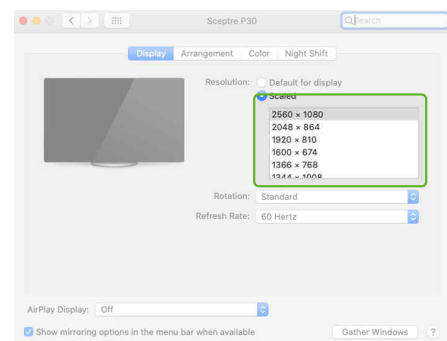 Sceptre P30
Search
Display Arrangement Color Night Shift
Resolution: Default for display
Scaled
2560 × 1080
2048 × 864
1920 × 810
1600 × 674
1366 × 768
1344 × 1008
Rotation: Standard
Refresh Rate: 60 Hertz
AirPlay Display: Off
Show mirroring options in the menu bar when available
Gather Windows ?